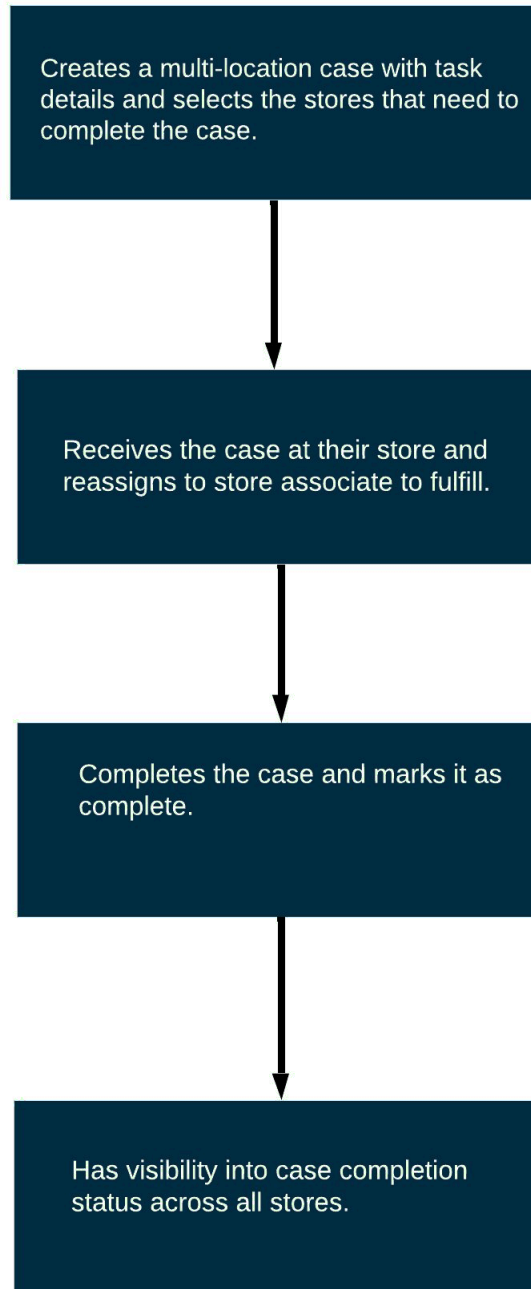 Creates a multi-location case with task
details and selects the stores that need to
complete the case.
Receives the case at their store and
reassigns to store associate to fulfill.
Completes the case and marks it as
complete.
Has visibility into case completion
status across all stores.